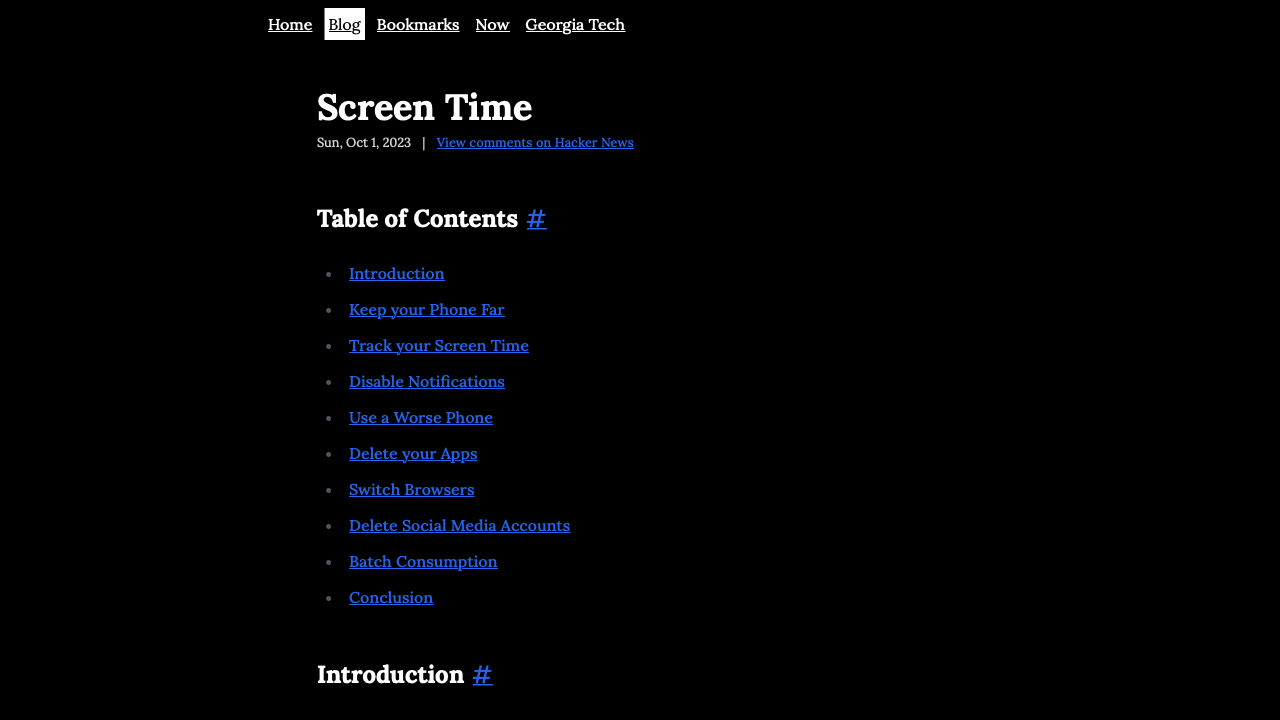 Home Blog Bookmarks Now Georgia Tech
Screen Time
Sun, Oct 1, 2023 | View comments on Hacker News
Table of Contents #
Introduction
Keep your Phone Far
Track your Screen Time
Disable Notifications
Use a Worse Phone
Delete your Apps
Switch Browsers
Delete Social Media Accounts
Batch Consumption
Conclusion
Introduction #